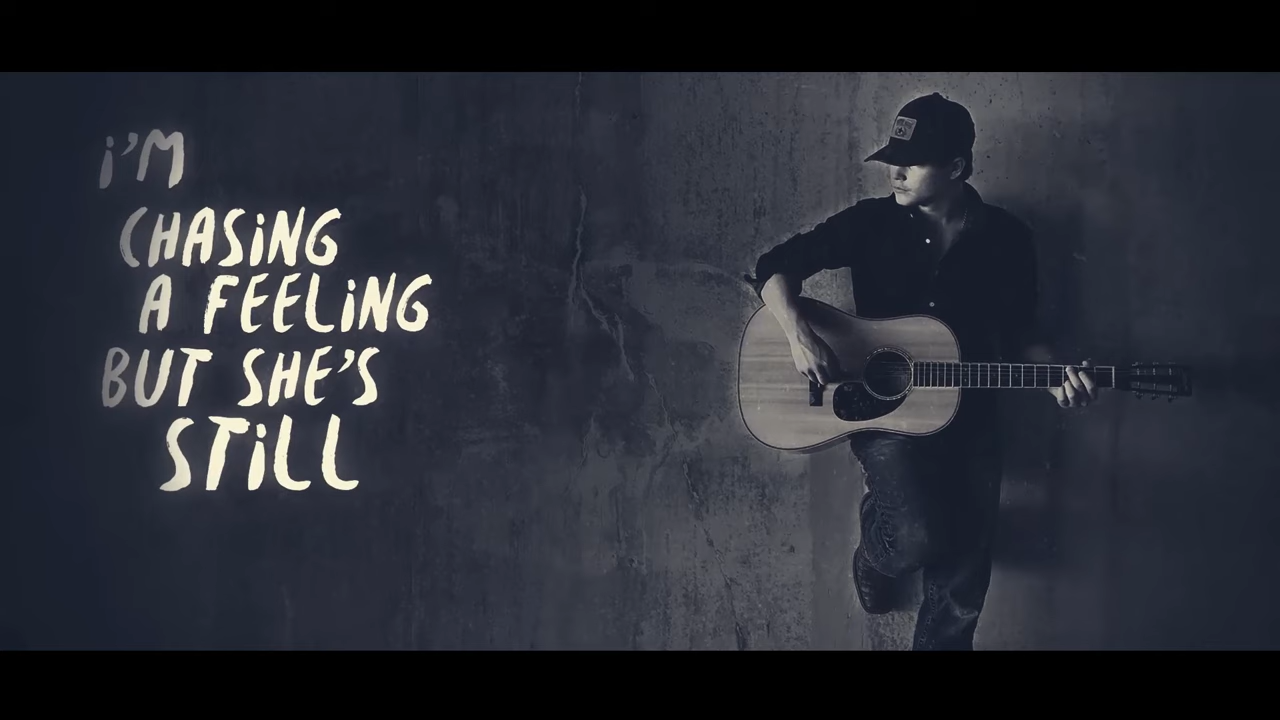 i'M
CHASiNG
A FEELiNG
BUT SHE'S
STiLL